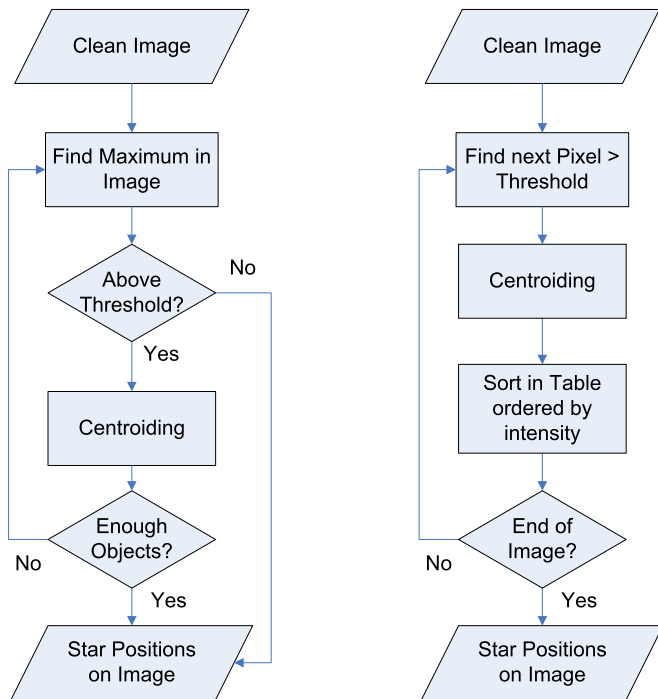 Clean Image
Find Maximum in
Image
Above
Threshold?
No
Yes
Centroiding
Enough
Objects?
No
Yes
Star Positions
on Image
Clean Image
Find next Pixel >
Threshold
Centroiding
Sort in Table
ordered by
intensity
End of
Image?
No
Yes
Star Positions
on Image